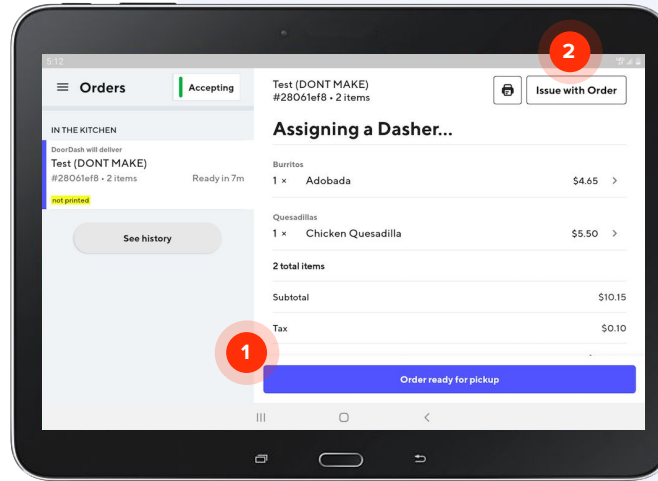 2
5:12
Orders
Accepting
Test (DONT MAKE)
#28061ef8 • 2 items
Issue with Order
IN THE KITCHEN
Assigning a Dasher...
DoorDash will deliver
Test (DONT MAKE)
#28061ef8 • 2 items Ready in 7m
not printed
Burritos
1 × Adobada $4.65
See history
Quesadillas
1 × Chicken Quesadilla $5.50
2 total items
Subtotal $10.15
Tax $0.10
1
Order ready for pickup